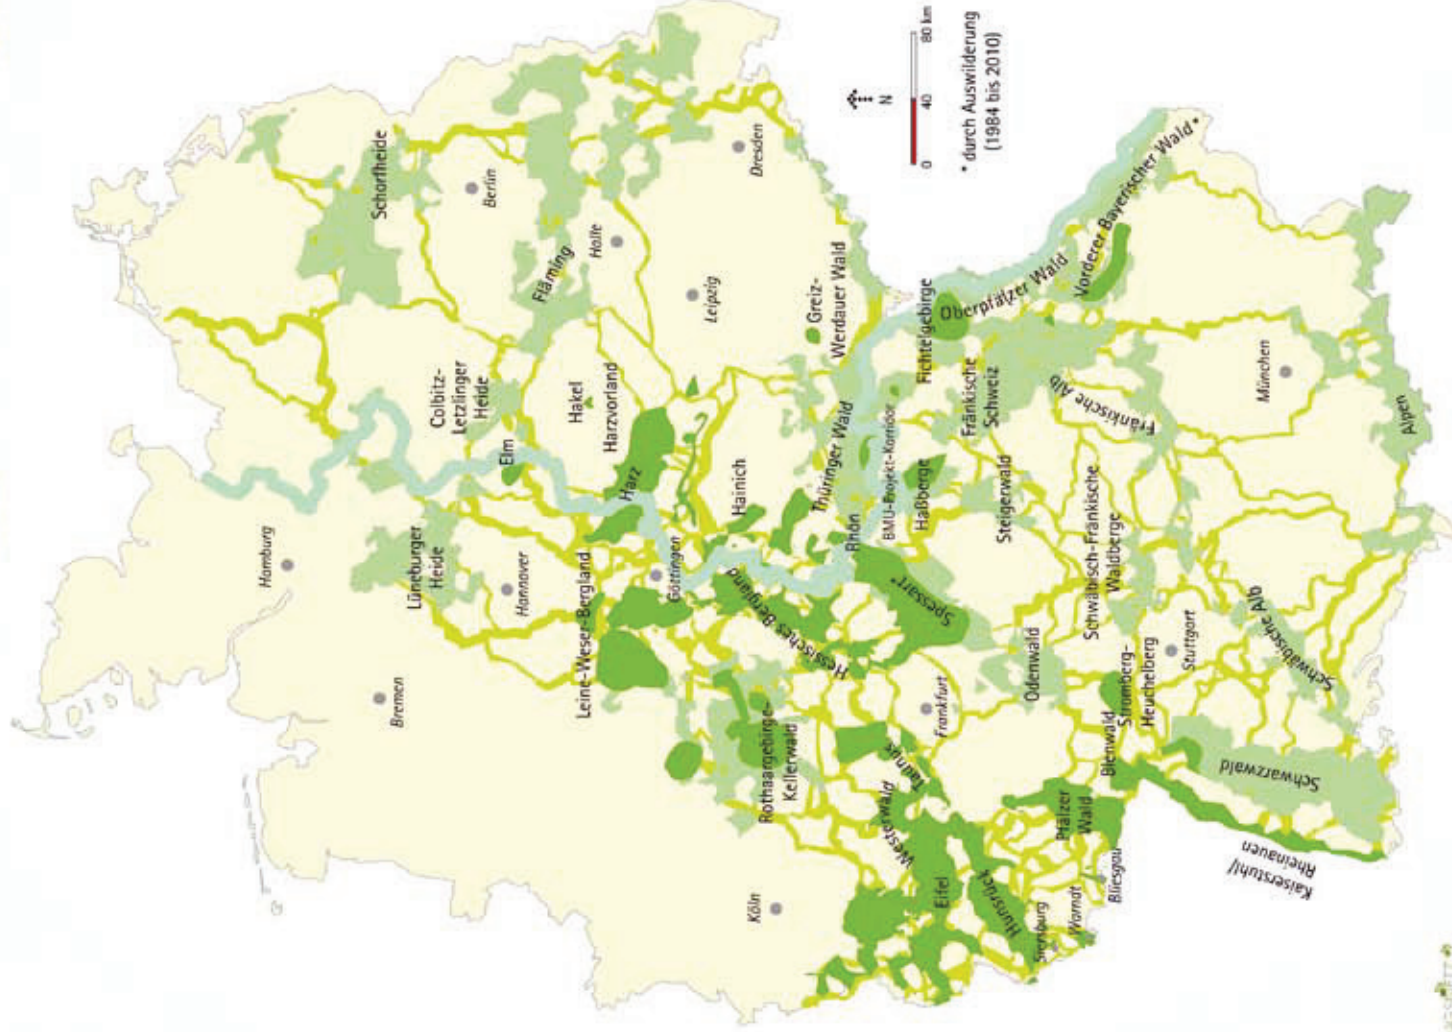 Hamburg
Bremen
Lüneburger
Heide
Hannover
Schorfheide
Berlin
Colbitz-
Letzlinger
Heide
Elm
Fläming
Halle
Hakel
Harzvorland
Harz
Leine-Weser-Bergland
Göttingen
Leipzig
Dresden
Köln
Rothaargebirge-
Kellerwald
Hessisches Bergland
Hainich
Greiz-
Werdauer Wald
Thüringer Wald
Rhön
BMU-Projekt-Korridor
Westerwald
Taunus
Spessart*
Haßberge
Fichtelgebirge
Eifel
Frankfurt
Oberpfälzer Wald
Fränkische
Schweiz
Hunsrück
Steigerwald
Odenwald
Siersburg
Warndt
Bliesgau
Pfälzer
Wald
Bienwald
Stromberg-
Heuchelberg
Schwäbisch-Fränkische
Waldberge
Fränkische Alb
Vorderer Bayerischer Wald*
Stuttgart
Schwäbische Alb
Schwarzwald
Kaiserstuhl/
Rheinauen
München
Alpen
N
0 40 80 km
* durch Auswilderung
(1984 bis 2010)